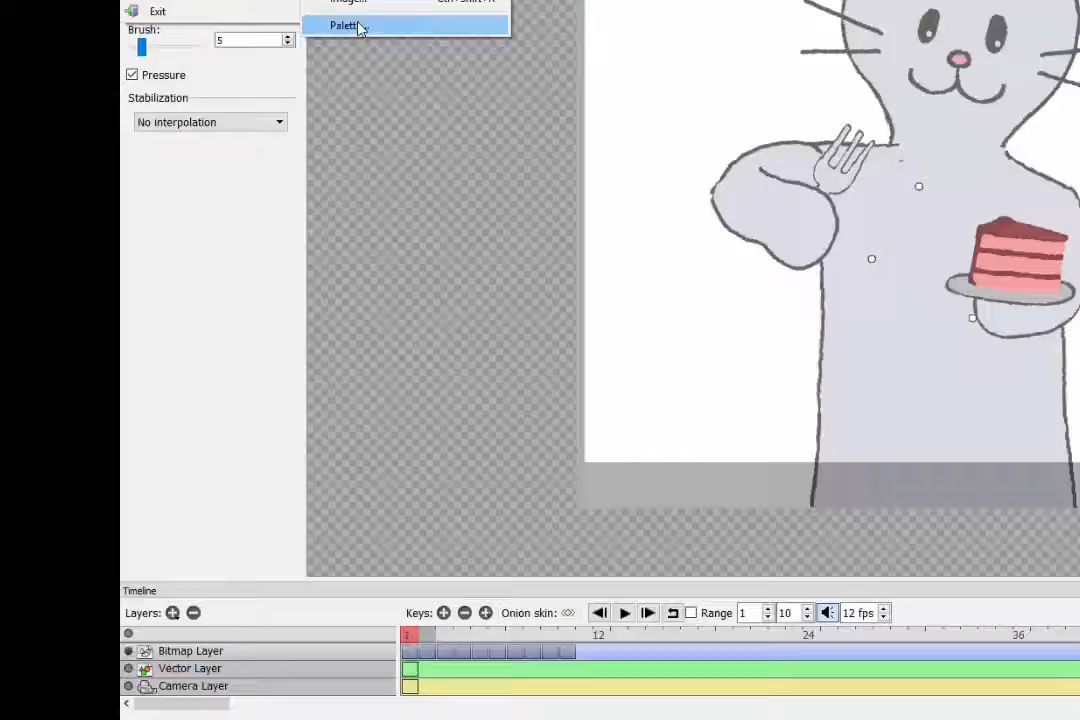 Exit
Palette...
Brush:
5
Pressure
Stabilization
No interpolation
Timeline
Layers: Keys: Onion skin: Range 1 10 12 fps
1 12 24 36
Bitmap Layer
Vector Layer
Camera Layer